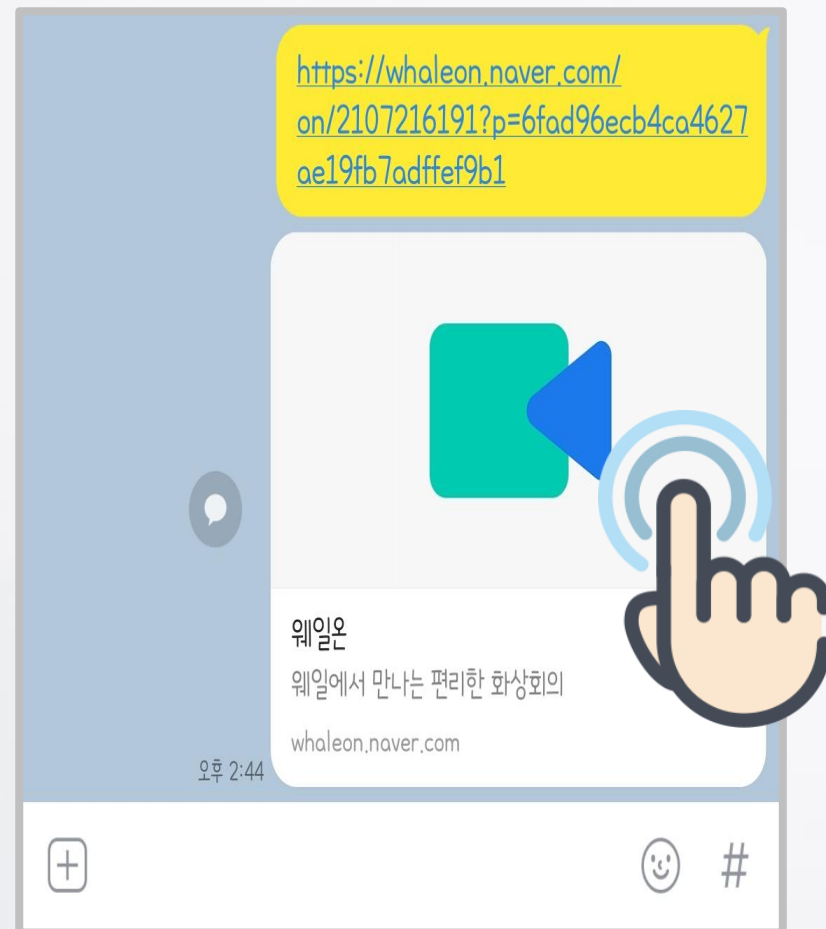 https://whaleon.naver.com/
on/2107216191?p=6fad96ecb4ca4627
ae19fb7adffef9b1
웨일온
웨일에서 만나는 편리한 화상회의
whaleon.naver.com
오후 2:44
#